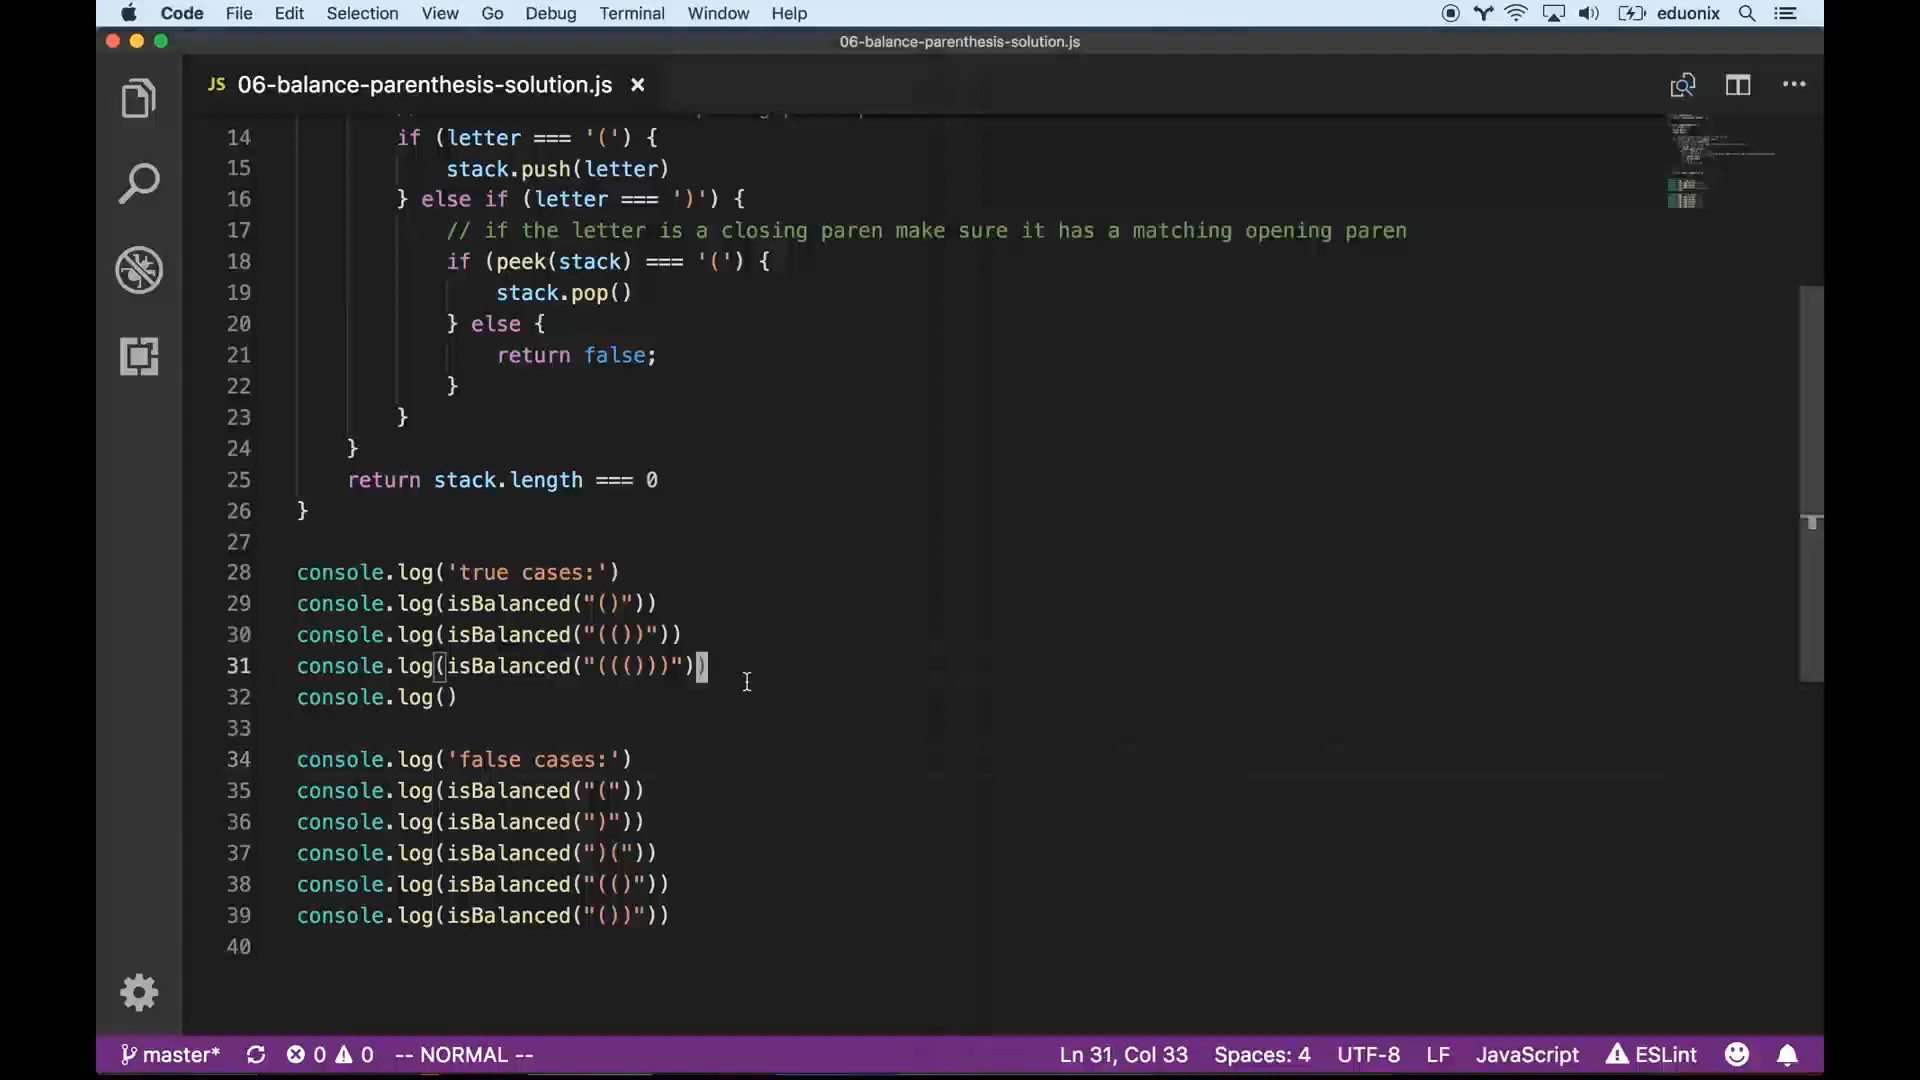 Code File Edit Selection View Go Debug Terminal Window Help eduonix
06-balance-parenthesis-solution.js
JS 06-balance-parenthesis-solution.js
14 if (letter === '(') {
15 stack.push(letter)
16 } else if (letter === ')') {
17 // if the letter is a closing paren make sure it has a matching opening paren
18 if (peek(stack) === '(') {
19 stack.pop()
20 } else {
21 return false;
22 }
23 }
24 }
25 return stack.length === 0
26 }
27
28 console.log('true cases:')
29 console.log(isBalanced("()"))
30 console.log(isBalanced("(())"))
31 console.log(isBalanced("((()))"))
32 console.log()
33
34 console.log('false cases:')
35 console.log(isBalanced("("))
36 console.log(isBalanced(")"))
37 console.log(isBalanced(")("))
38 console.log(isBalanced("(()"))
39 console.log(isBalanced("())"))
40
master* 0 0 -- NORMAL -- Ln 31, Col 33 Spaces: 4 UTF-8 LF JavaScript ESLint